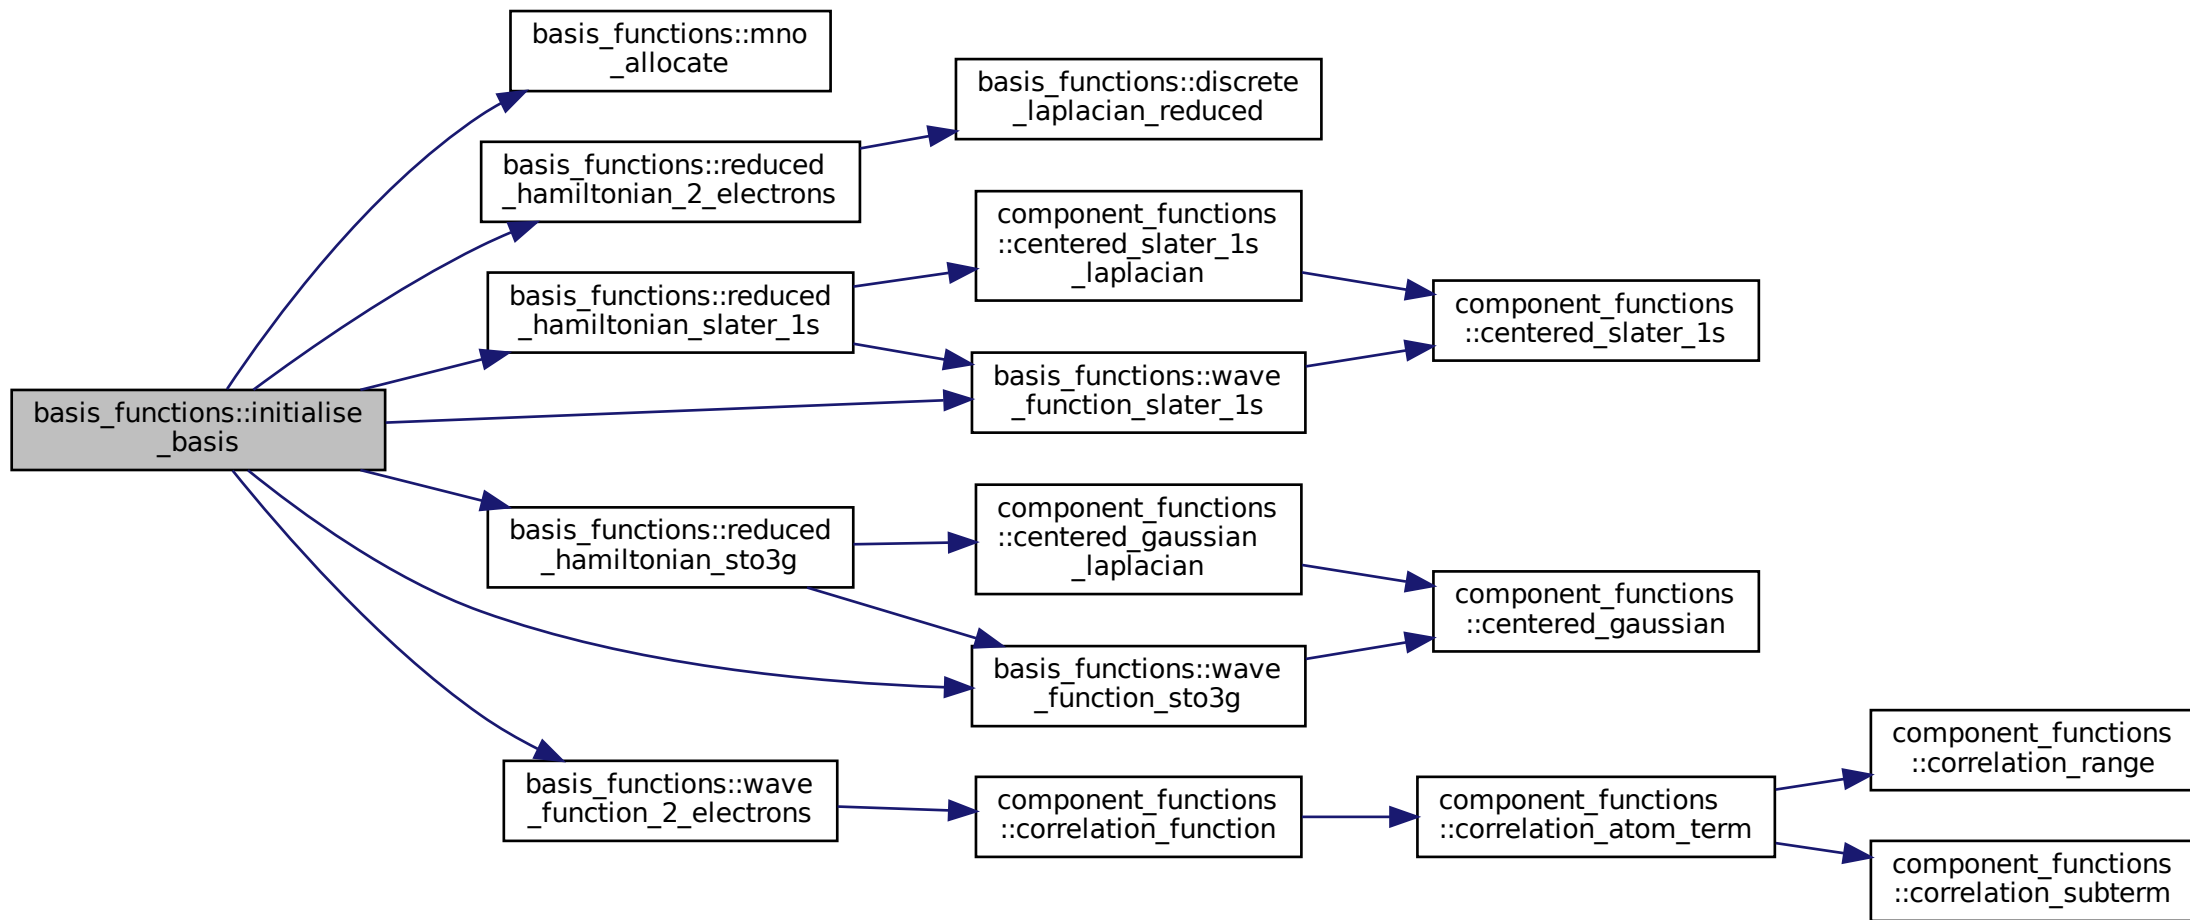 basis_functions::mno
_allocate
basis_functions::discrete
_laplacian_reduced
basis_functions::reduced
_hamiltonian_2_electrons
component_functions
::centered_slater_1s
_laplacian
basis_functions::reduced
_hamiltonian_slater_1s
component_functions
::centered_slater_1s
basis_functions::wave
_function_slater_1s
basis_functions::initialise
_basis
component_functions
::centered_gaussian
_laplacian
basis_functions::reduced
_hamiltonian_sto3g
component_functions
::centered_gaussian
basis_functions::wave
_function_sto3g
component_functions
::correlation_range
basis_functions::wave
_function_2_electrons
component_functions
::correlation_function
component_functions
::correlation_atom_term
component_functions
::correlation_subterm